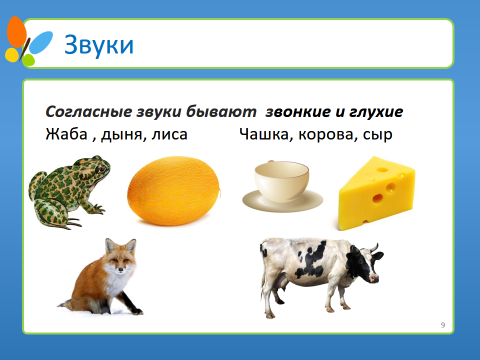 Звуки
Согласные звуки бывают звонкие и глухие
Жаба , дыня, лиса Чашка, корова, сыр
9